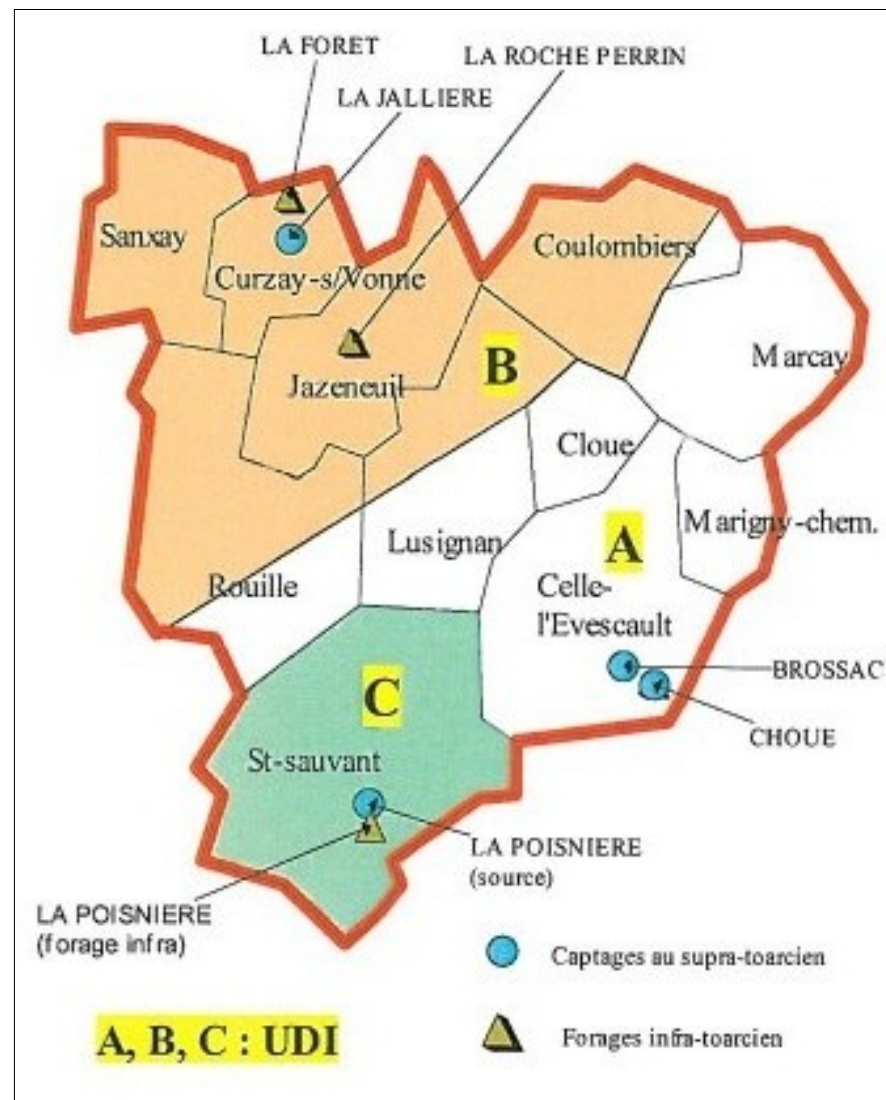 LA FORET
LA ROCHE PERRIN
LA JALLIERE
Sanxay
Coulombiers
Curzay-s/Vonne
Marcay
B
Jazeneuil
Cloue
Marigny-chem.
Lusignan
A
Rouille
Celle-
l'Evescault
BROSSAC
C
CHOUE
St-sauvant
LA POISNIERE
(source)
LA POISNIERE
(forage infra)
Captages au supra-toarcien
A, B, C : UDI
Forages infra-toarcien